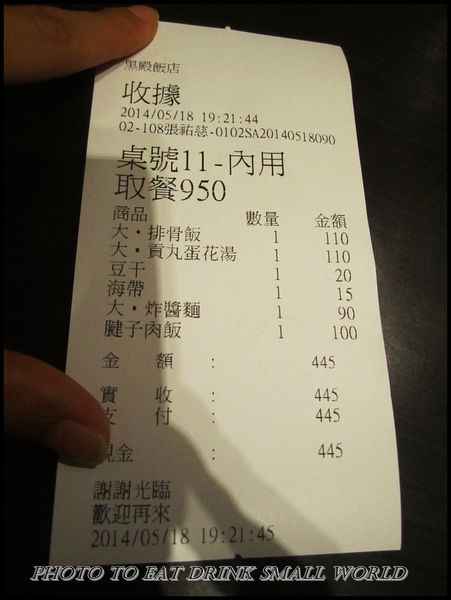 黑殿飯店
收據
2014/05/18 19:21:44
02-108張祐慈-0102SA20140518090
桌號11-內用
取餐950
商品 數量 金額
大·排骨飯 1 110
大·貢丸蛋花湯 1 110
豆干 1 20
海帶 1 15
大·炸醬麵 1 90
腱子肉飯 1 100
金 額 : 445
實 收 : 445
支 付 : 445
現金 : 445
謝謝光臨
歡迎再來
2014/05/18 19:21:45
PHOTO TO EAT DRINK SMALL WORLD